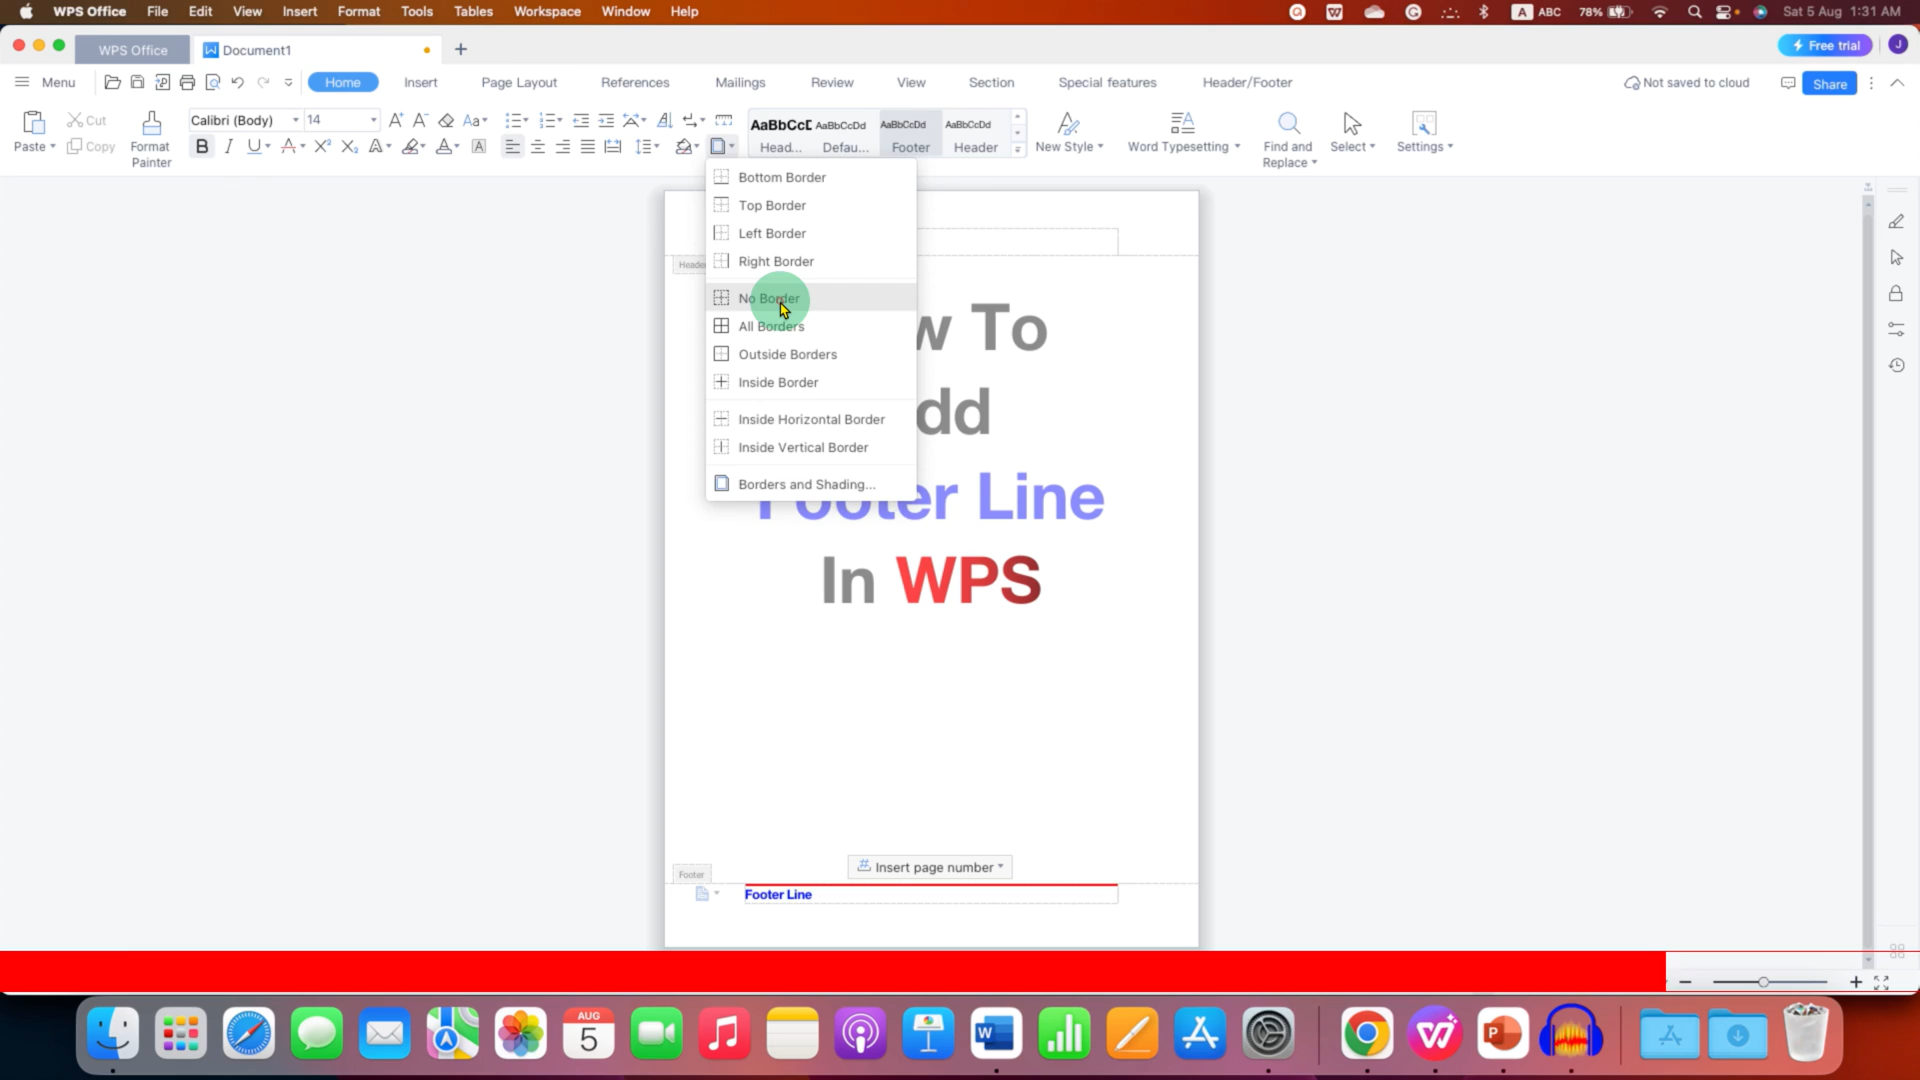 WPS Office File Edit View Insert Format Tools Tables Workspace Window Help
A ABC 78% Sat 5 Aug 1:31 AM
WPS Office Document1 + Free trial J
Menu Home Insert Page Layout References Mailings Review View Section Special features Header/Footer Not saved to cloud Share
Paste Cut Copy Format Painter
Calibri (Body) 14
AaBbCcD Head...
AaBbCcDd Defau...
AaBbCcDd Footer
AaBbCcDd Header
New Style Word Typesetting Find and Replace Select Settings
Bottom Border
Top Border
Left Border
Right Border
No Border
All Borders
Outside Borders
Inside Border
Inside Horizontal Border
Inside Vertical Border
Borders and Shading...
Header
w To
dd
Footer Line
In WPS
Insert page number
Footer
Footer Line
AUG
5